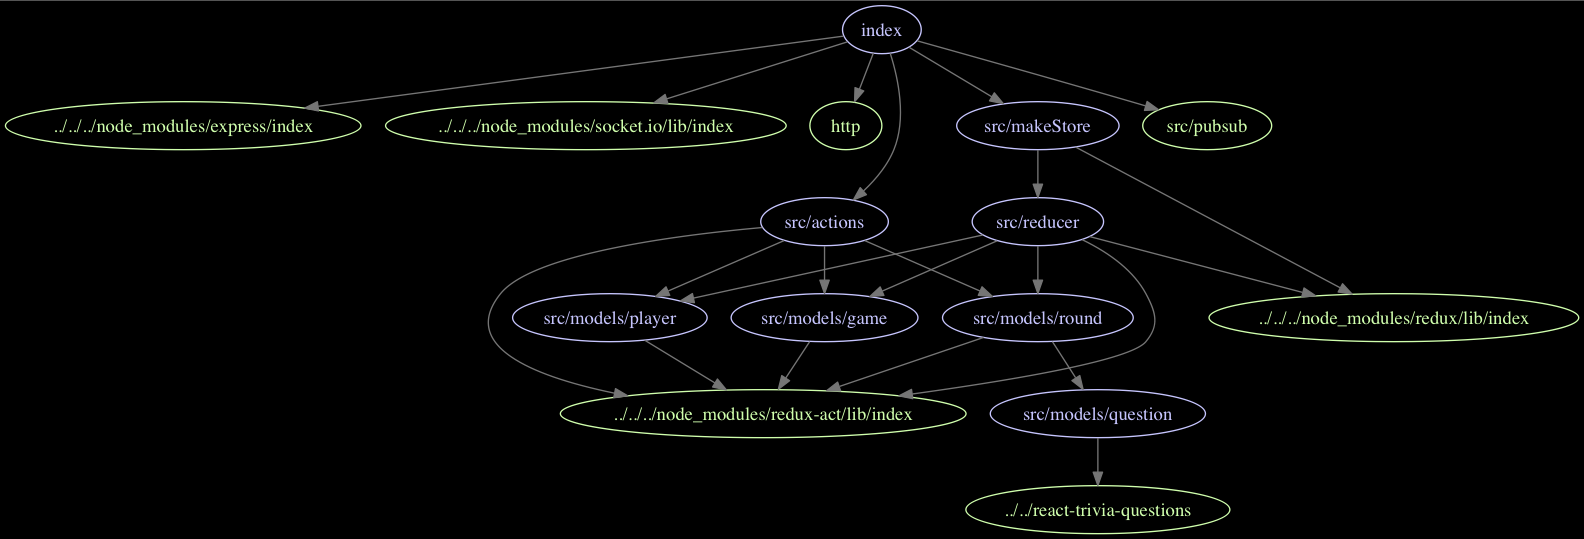 index
../../../node_modules/express/index
../../../node_modules/socket.io/lib/index
http
src/makeStore
src/pubsub
src/actions
src/reducer
src/models/player
src/models/game
src/models/round
../../../node_modules/redux/lib/index
../../../node_modules/redux-act/lib/index
src/models/question
../../react-trivia-questions